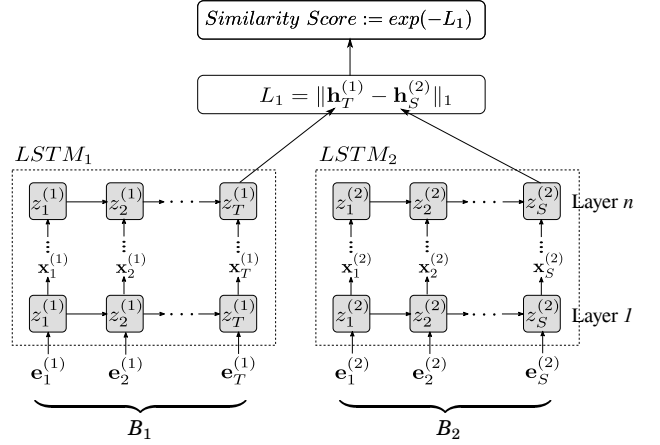 Similarity Score := exp(−L₁)
L₁ = ∥h_T^(1) − h_S^(2)∥₁
LSTM₁ LSTM₂
z₁^(1) z₂^(1) · · · z_T^(1) z₁^(2) z₂^(2) · · · z_S^(2) Layer n
x₁^(1) x₂^(1) x_T^(1) x₁^(2) x₂^(2) x_S^(2)
z₁^(1) z₂^(1) · · · z_T^(1) z₁^(2) z₂^(2) · · · z_S^(2) Layer 1
e₁^(1) e₂^(1) e_T^(1) e₁^(2) e₂^(2) e_S^(2)
B₁ B₂